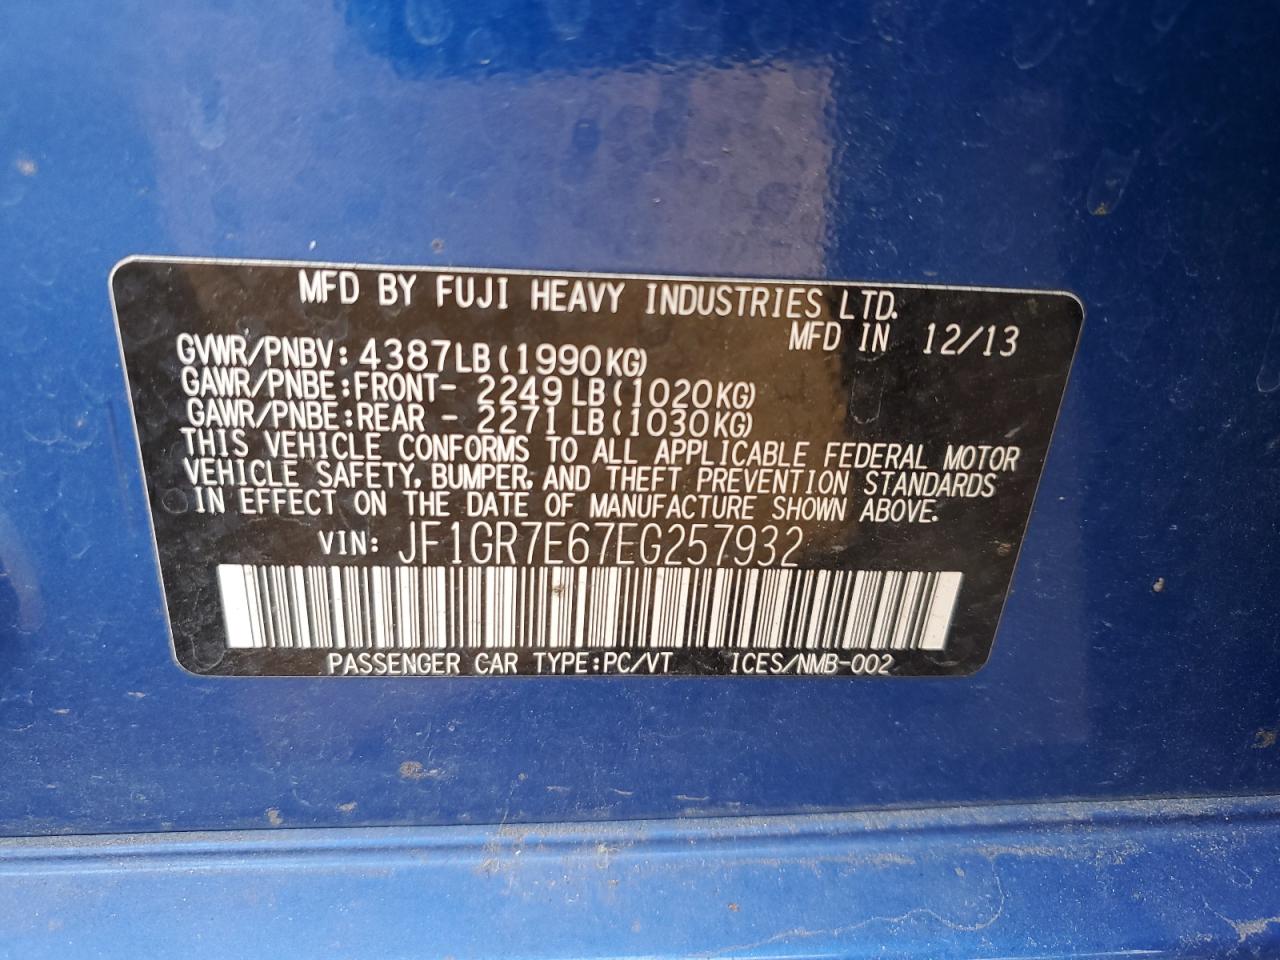 MFD BY FUJI HEAVY INDUSTRIES LTD.
MFD IN 12/13
GVWR/PNBV: 4387LB(1990KG)
GAWR/PNBE:FRONT- 2249LB(1020KG)
GAWR/PNBE:REAR - 2271LB(1030KG)
THIS VEHICLE CONFORMS TO ALL APPLICABLE FEDERAL MOTOR
VEHICLE SAFETY, BUMPER, AND THEFT PREVENTION STANDARDS
IN EFFECT ON THE DATE OF MANUFACTURE SHOWN ABOVE.
VIN: JF1GR7E67EG257932
PASSENGER CAR TYPE:PC/VT ICES/NMB-002